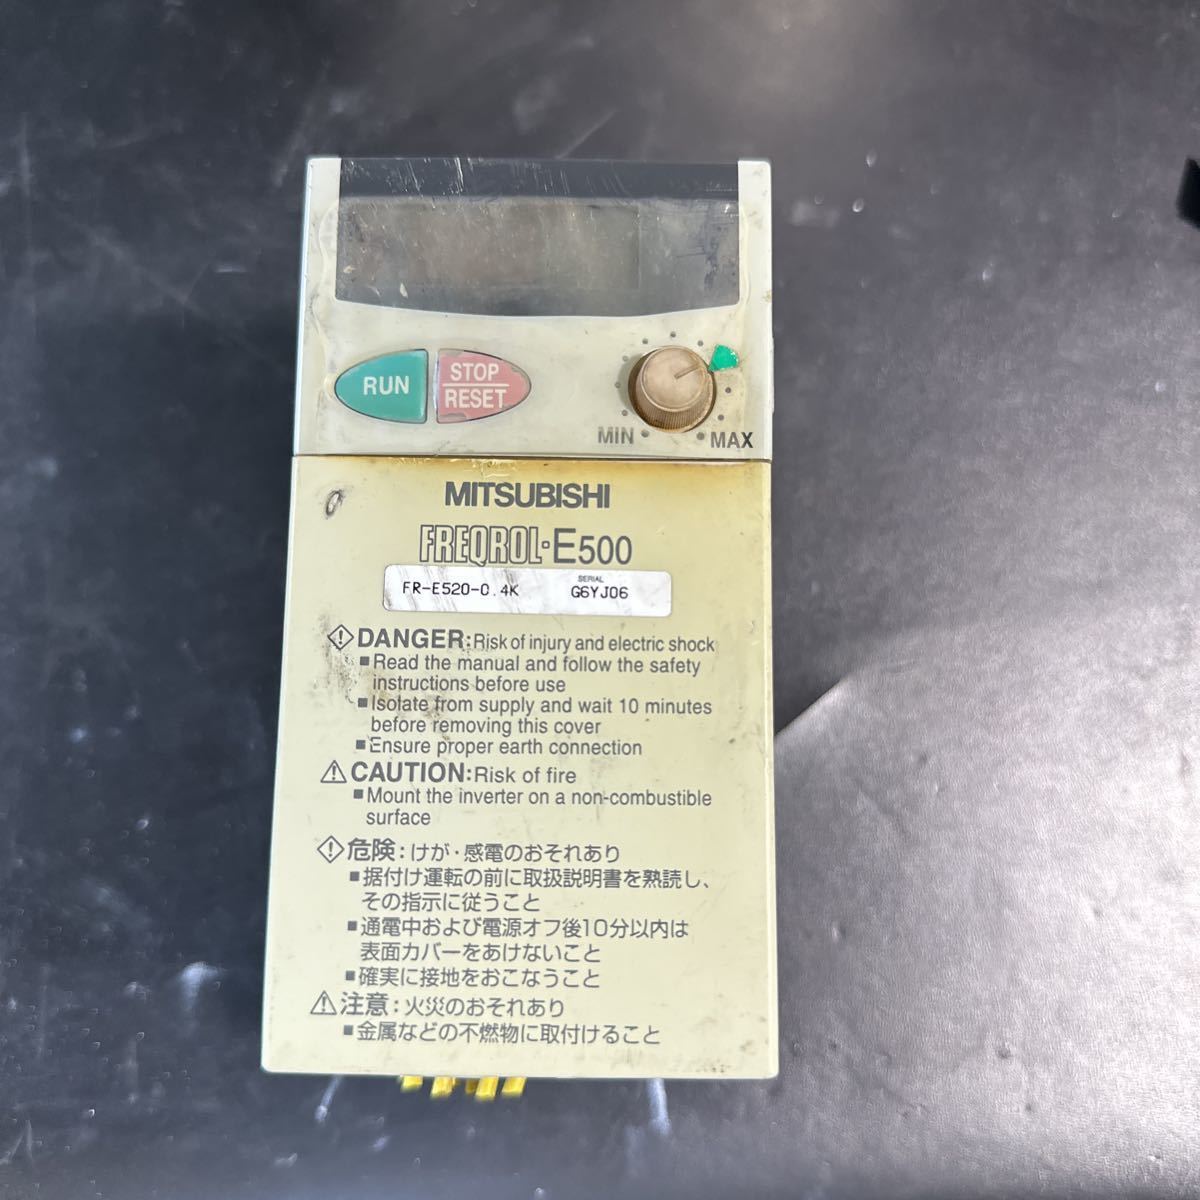 RUN
STOP
RESET
MIN
MAX
MITSUBISHI
FREQROL-E500
SERIAL
FR-E520-0.4K G6YJ06
DANGER:Risk of injury and electric shock
■Read the manual and follow the safety
instructions before use
■Isolate from supply and wait 10 minutes
before removing this cover
■Ensure proper earth connection
CAUTION:Risk of fire
■Mount the inverter on a non-combustible
surface
危険:けが・感電のおそれあり
■据付け運転の前に取扱説明書を熟読し、
その指示に従うこと
■通電中および電源オフ後10分以内は
表面カバーをあけないこと
■確実に接地をおこなうこと
注意:火災のおそれあり
■金属などの不燃物に取付けること